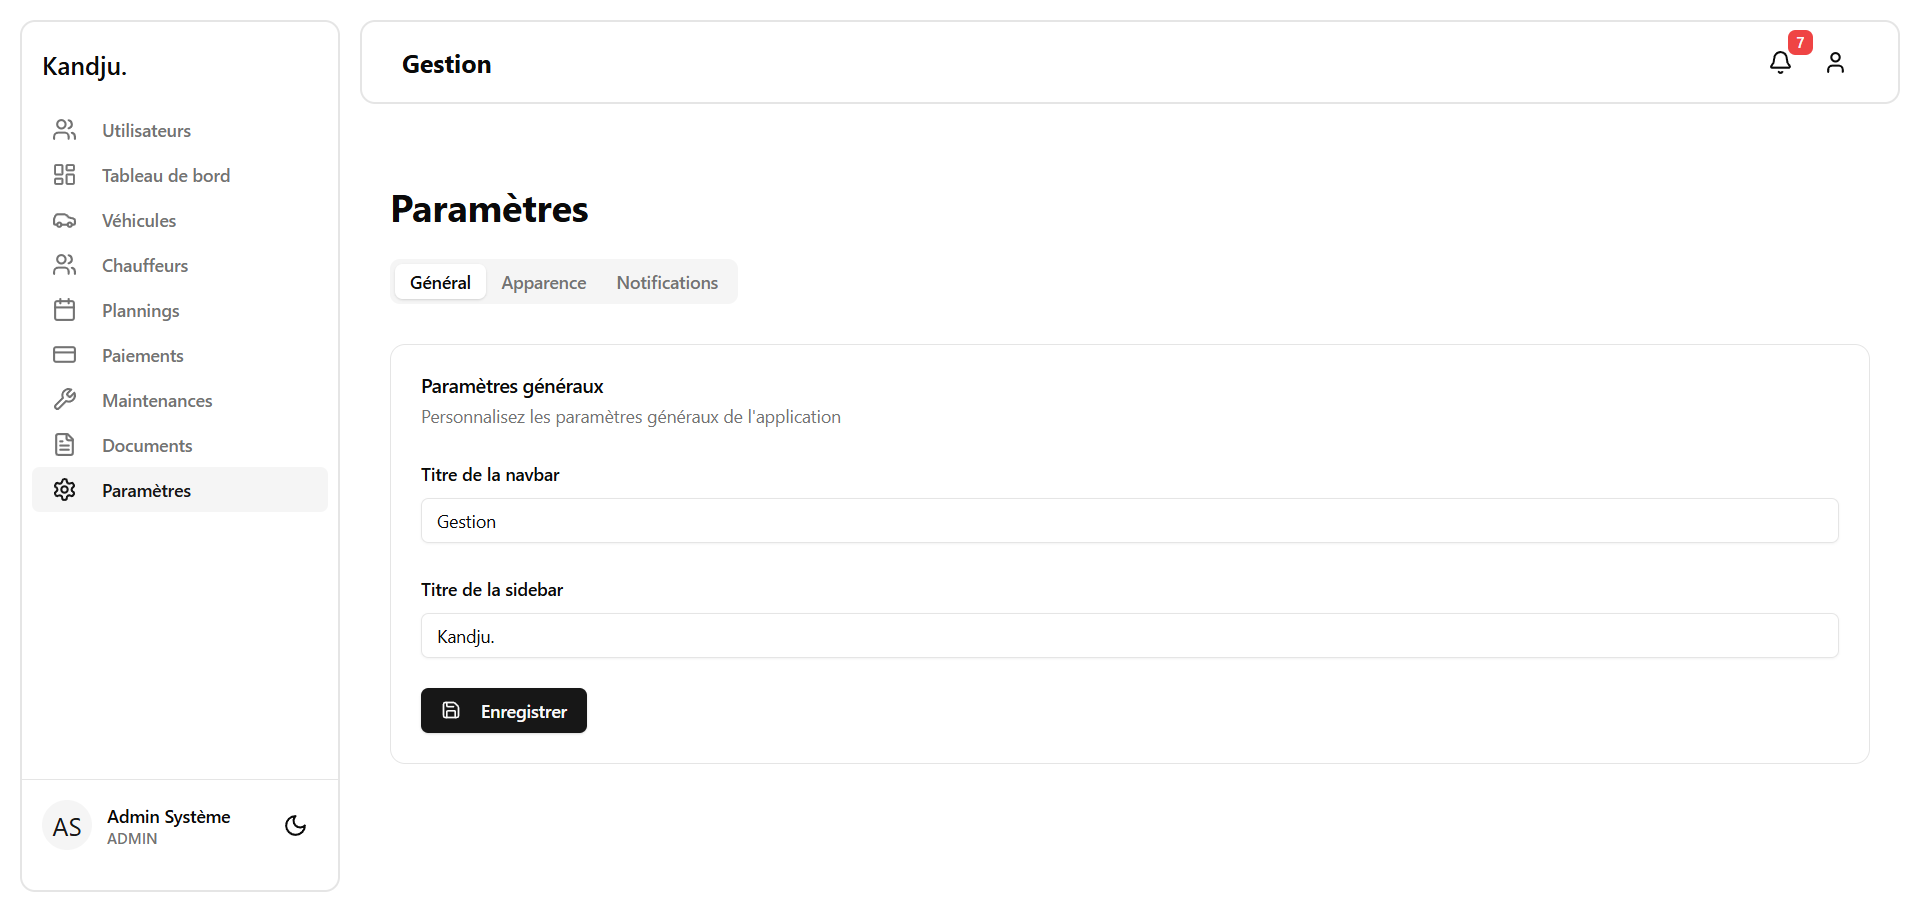 Kandju.
Utilisateurs
Tableau de bord
Véhicules
Chauffeurs
Plannings
Paiements
Maintenances
Documents
Paramètres
Admin Système
AS
ADMIN
Gestion
7
Paramètres
Général Apparence Notifications
Paramètres généraux
Personnalisez les paramètres généraux de l'application
Titre de la navbar
Gestion
Titre de la sidebar
Kandju.
Enregistrer